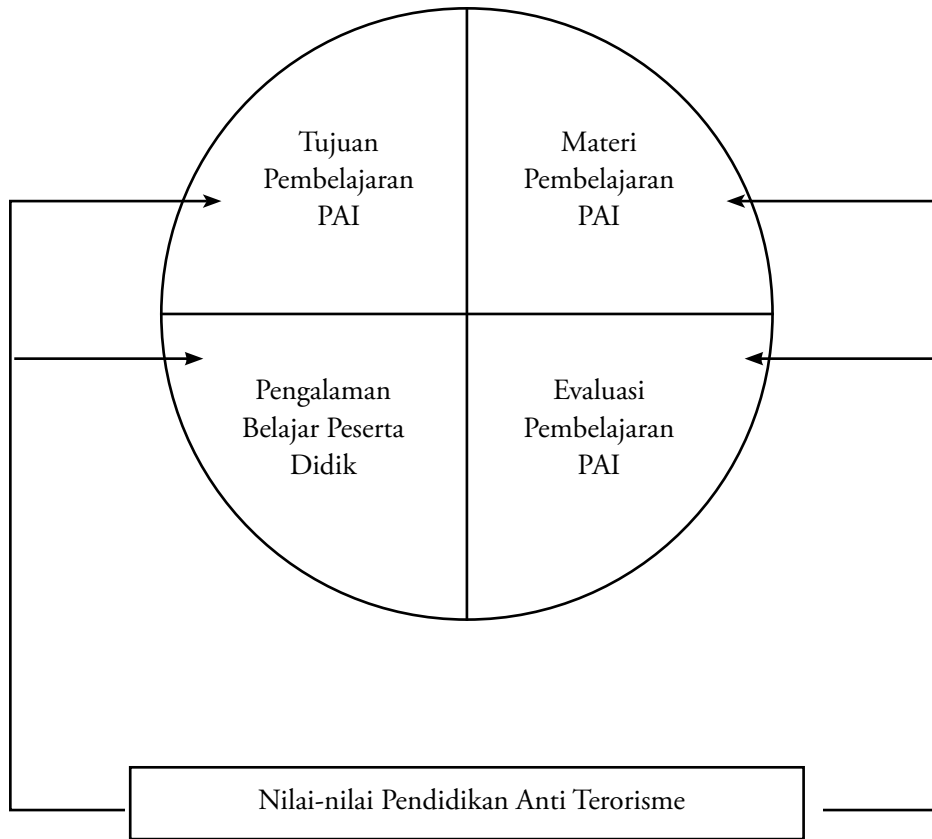 Tujuan
Pembelajaran
PAI
Materi
Pembelajaran
PAI
Pengalaman
Belajar Peserta
Didik
Evaluasi
Pembelajaran
PAI
Nilai-nilai Pendidikan Anti Terorisme